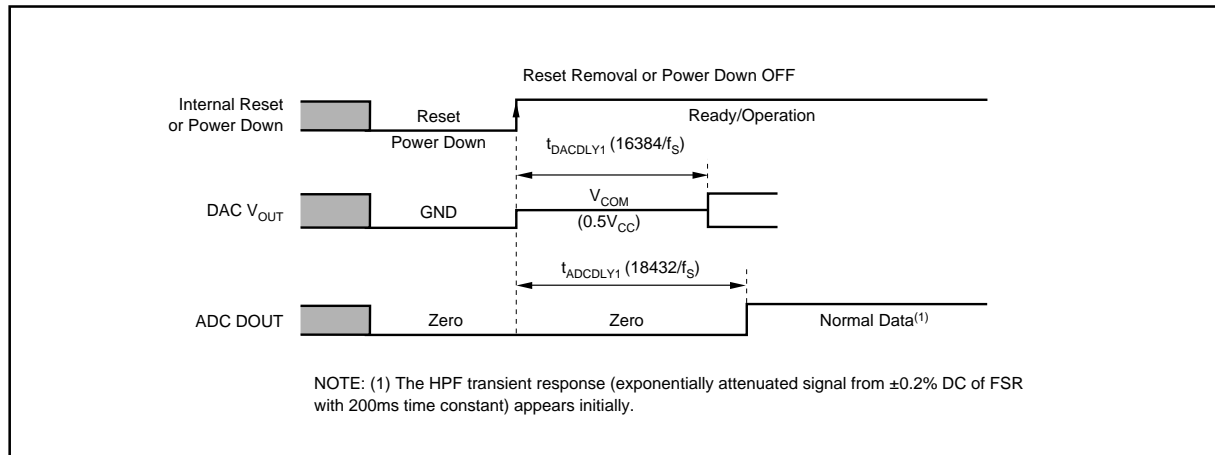 Reset Removal or Power Down OFF
Internal Reset
or Power Down
Reset
Power Down
Ready/Operation
tDACDLY1 (16384/fS)
DAC VOUT
GND
VCOM
(0.5VCC)
tADCDLY1 (18432/fS)
ADC DOUT
Zero
Zero
Normal Data(1)
NOTE: (1) The HPF transient response (exponentially attenuated signal from ±0.2% DC of FSR
with 200ms time constant) appears initially.